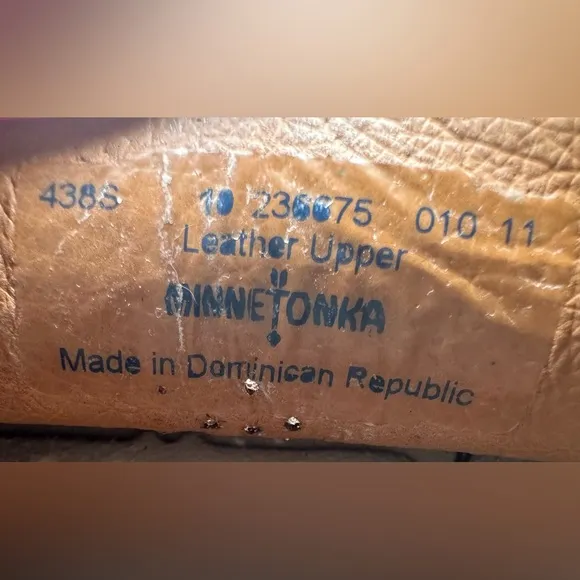 438S 10 236675 010 11
Leather Upper
MINNETONKA
Made in Dominican Republic